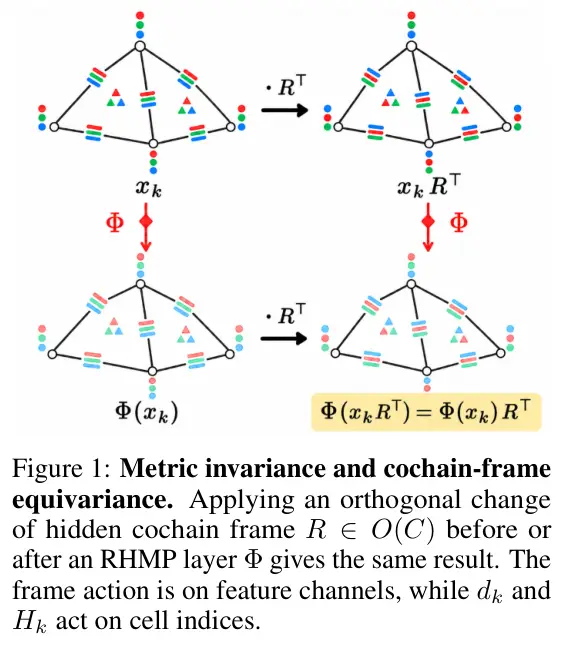 · R⊤
x_k
x_k R⊤
Φ
Φ
· R⊤
Φ(x_k)
Φ(x_k R⊤) = Φ(x_k) R⊤
Figure 1: Metric invariance and cochain-frame
equivariance. Applying an orthogonal change
of hidden cochain frame R ∈ O(C) before or
after an RHMP layer Φ gives the same result. The
frame action is on feature channels, while d_k and
H_k act on cell indices.